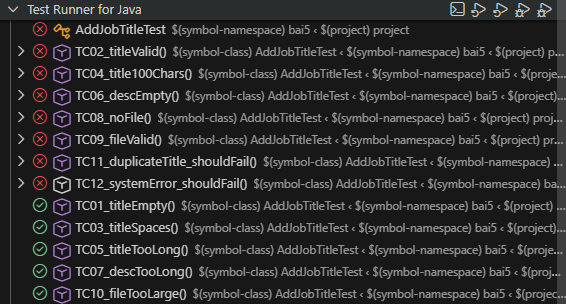 Test Runner for Java
AddJobTitleTest $(symbol-namespace) bai5 ‹ $(project) project
TC02_titleValid() $(symbol-class) AddJobTitleTest ‹ $(symbol-namespace) bai5 ‹ $(project) p...
TC04_title100Chars() $(symbol-class) AddJobTitleTest ‹ $(symbol-namespace) bai5 ‹ $(proje...
TC06_descEmpty() $(symbol-class) AddJobTitleTest ‹ $(symbol-namespace) bai5 ‹ $(project)...
TC08_noFile() $(symbol-class) AddJobTitleTest ‹ $(symbol-namespace) bai5 ‹ $(project) proj...
TC09_fileValid() $(symbol-class) AddJobTitleTest ‹ $(symbol-namespace) bai5 ‹ $(project) pr...
TC11_duplicateTitle_shouldFail() $(symbol-class) AddJobTitleTest ‹ $(symbol-namespace) ...
TC12_systemError_shouldFail() $(symbol-class) AddJobTitleTest ‹ $(symbol-namespace) ba...
TC01_titleEmpty() $(symbol-class) AddJobTitleTest ‹ $(symbol-namespace) bai5 ‹ $(project) ...
TC03_titleSpaces() $(symbol-class) AddJobTitleTest ‹ $(symbol-namespace) bai5 ‹ $(project)...
TC05_titleTooLong() $(symbol-class) AddJobTitleTest ‹ $(symbol-namespace) bai5 ‹ $(proje...
TC07_descTooLong() $(symbol-class) AddJobTitleTest ‹ $(symbol-namespace) bai5 ‹ $(projec...
TC10_fileTooLarge() $(symbol-class) AddJobTitleTest ‹ $(symbol-namespace) bai5 ‹ $(project...